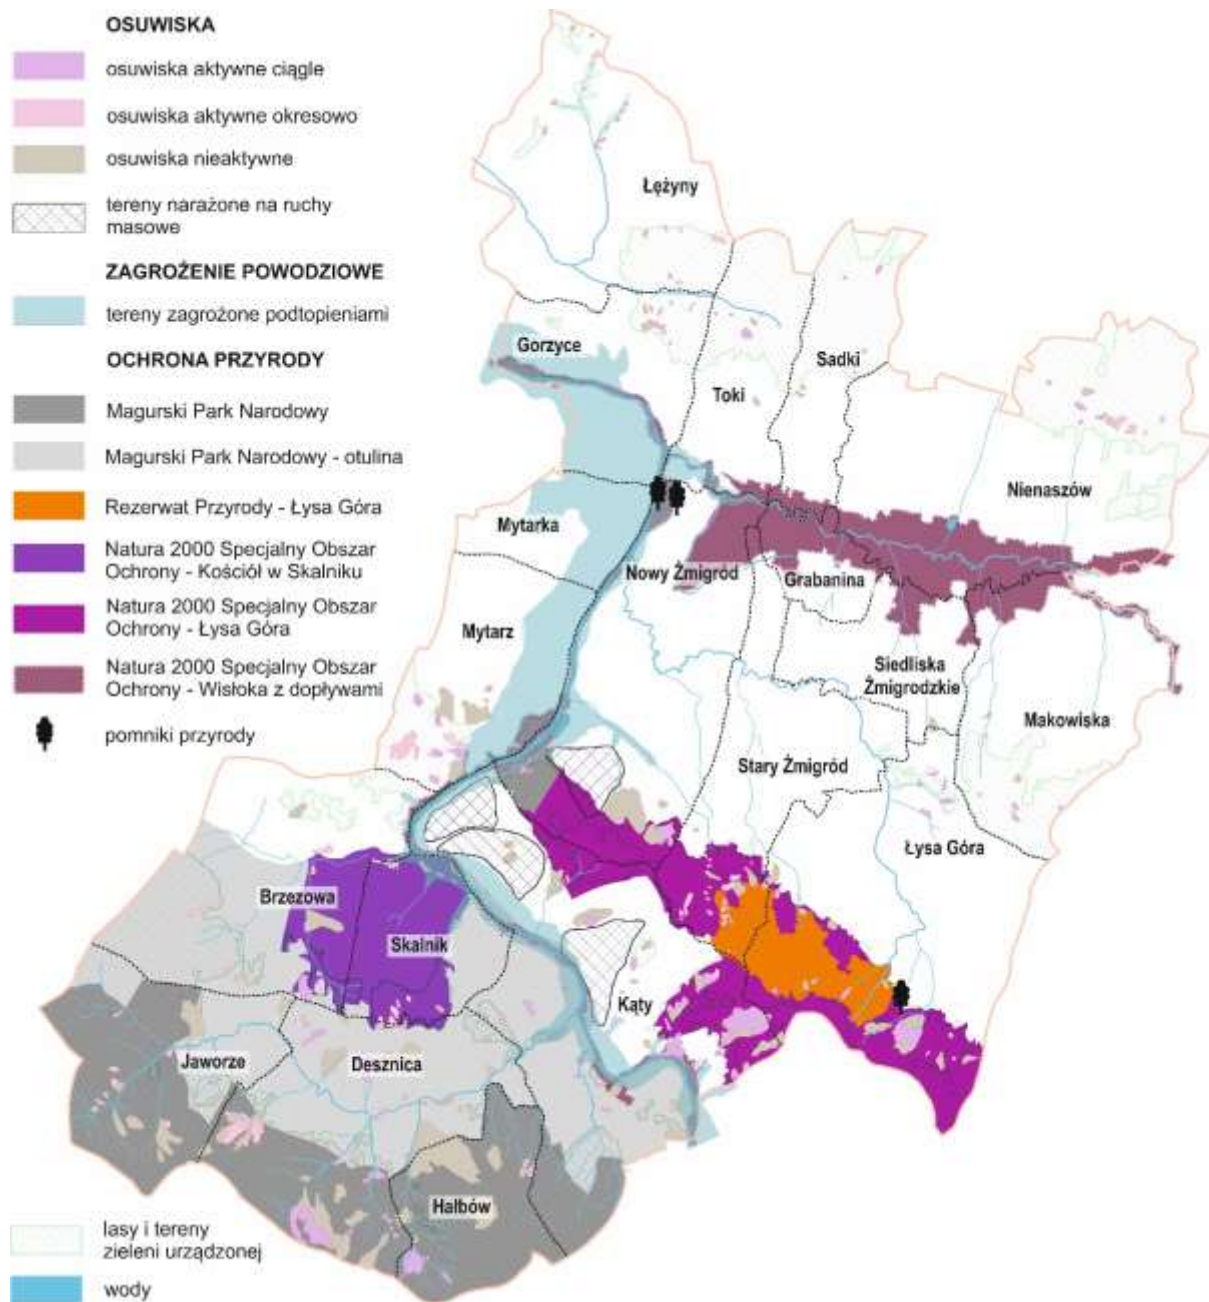 OSUWISKA
osuwiska aktywne ciągle
osuwiska aktywne okresowo
osuwiska nieaktywne
tereny narażone na ruchy
masowe
ZAGROŻENIE POWODZIOWE
tereny zagrożone podtopieniami
OCHRONA PRZYRODY
Magurski Park Narodowy
Magurski Park Narodowy - otulina
Rezerwat Przyrody - Łysa Góra
Natura 2000 Specjalny Obszar
Ochrony - Kościół w Skalniku
Natura 2000 Specjalny Obszar
Ochrony - Łysa Góra
Natura 2000 Specjalny Obszar
Ochrony - Wisłoka z dopływami
pomniki przyrody
lasy i tereny
zieleni urządzonej
wody
Łężyny
Gorzyce
Sadki
Toki
Nienaszów
Mytarka
Nowy Żmigród
Grabanina
Mytarz
Siedliska
Żmigrodzkie
Makowiska
Stary Żmigród
Łysa Góra
Brzezowa
Skalnik
Kąty
Jaworze
Desznica
Hałbów